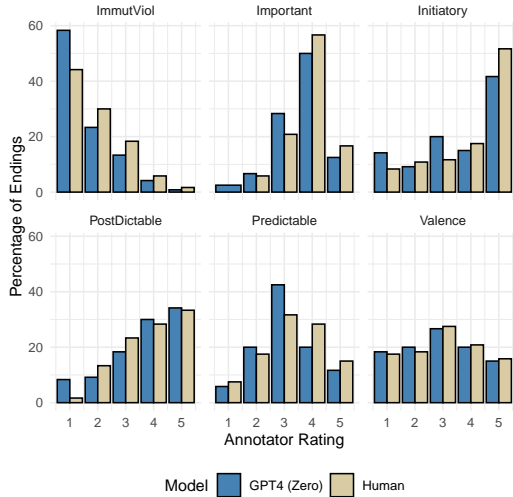 ImmutViol Important Initiatory
60
40
20
0
PostDictable Predictable Valence
60
40
20
0
1 2 3 4 5 1 2 3 4 5 1 2 3 4 5
Percentage of Endings
Annotator Rating
Model GPT4 (Zero) Human